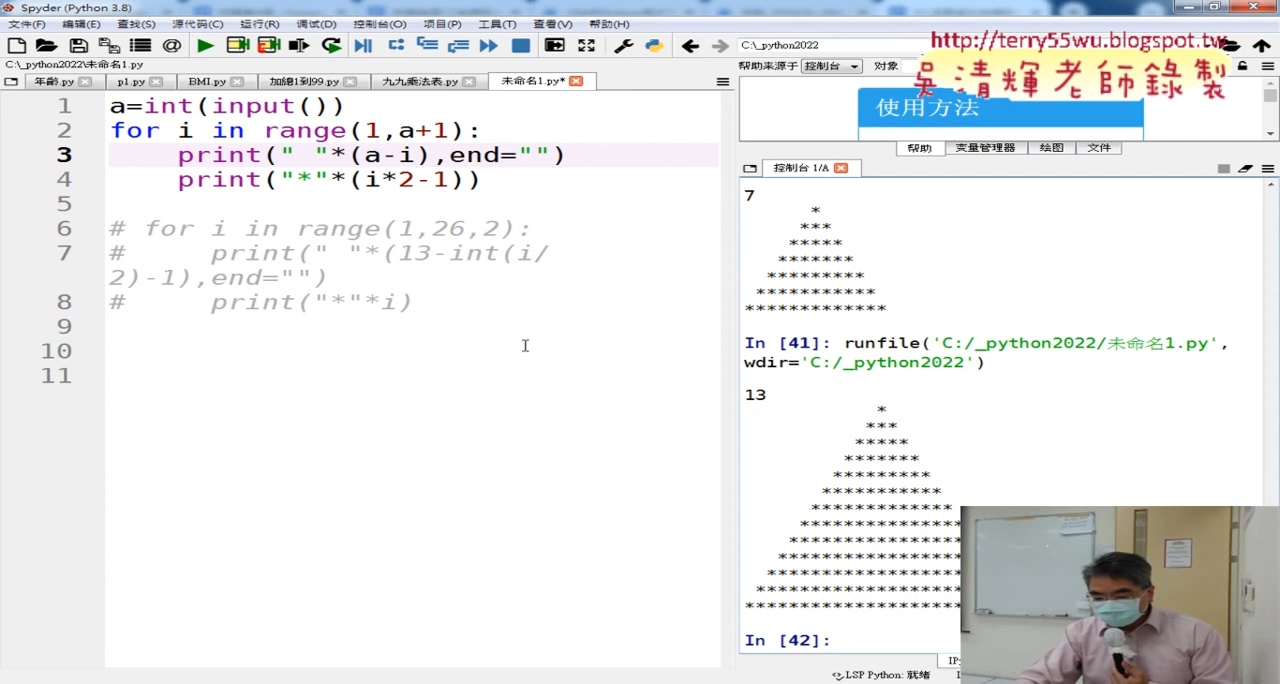 Spyder (Python 3.8)
文件(F) 编辑(E) 查找(S) 源代码(C) 运行(R) 调试(D) 控制台(O) 项目(P) 工具(T) 查看(V) 帮助(H)
C:\_python2022
http://terry55wu.blogspot.tw
吳清輝老師錄製
C:\_python2022\未命名1.py
帮助来源于 控制台 对象
年齡.py p1.py BMI.py 加總1到99.py 九九乘法表.py 未命名1.py*
使用方法
帮助 变量管理器 绘图 文件
控制台 1/A
1 a=int(input())
2 for i in range(1,a+1):
3 print(" "*(a-i),end="")
4 print("*"*(i*2-1))
5
6 # for i in range(1,26,2):
7 # print(" "*(13-int(i/
2)-1),end="")
8 # print("*"*i)
9
10
11
7
*
***
*****
*******
*********
***********
*************
In [41]: runfile('C:/_python2022/未命名1.py',
wdir='C:/_python2022')
13
*
***
*****
*******
*********
***********
*************
***************
*****************
*******************
*********************
***********************
*************************
In [42]:
LSP Python: 就绪